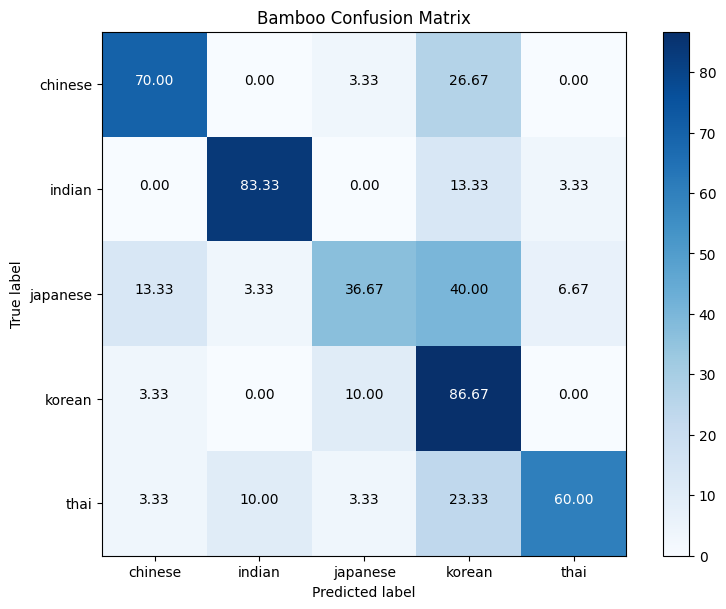 Bamboo Confusion Matrix
True label
chinese 70.00 0.00 3.33 26.67 0.00
indian 0.00 83.33 0.00 13.33 3.33
japanese 13.33 3.33 36.67 40.00 6.67
korean 3.33 0.00 10.00 86.67 0.00
thai 3.33 10.00 3.33 23.33 60.00
chinese indian japanese korean thai
Predicted label
80
70
60
50
40
30
20
10
0